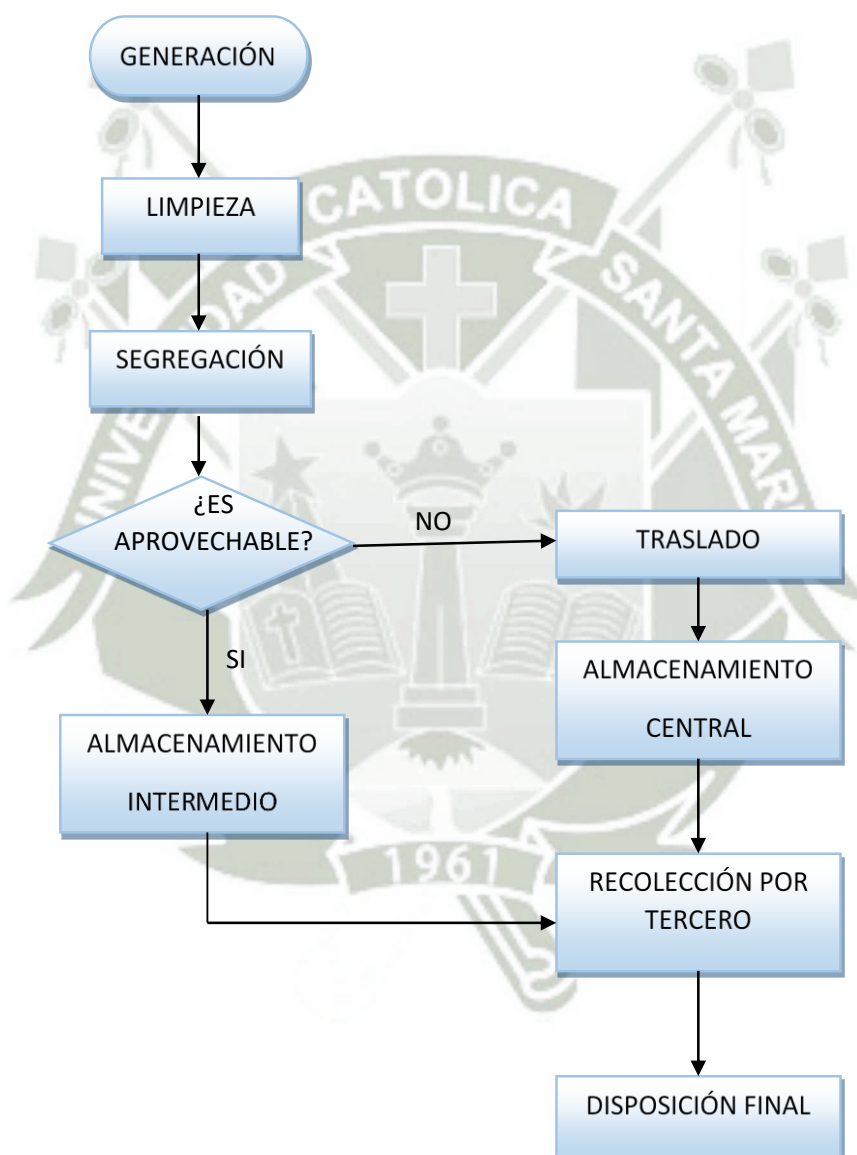 GENERACIÓN
LIMPIEZA
SEGREGACIÓN
¿ES
APROVECHABLE?
NO
TRASLADO
SI
ALMACENAMIENTO
CENTRAL
ALMACENAMIENTO
INTERMEDIO
RECOLECCIÓN POR
TERCERO
DISPOSICIÓN FINAL
CATOLICA
SANTA
1961